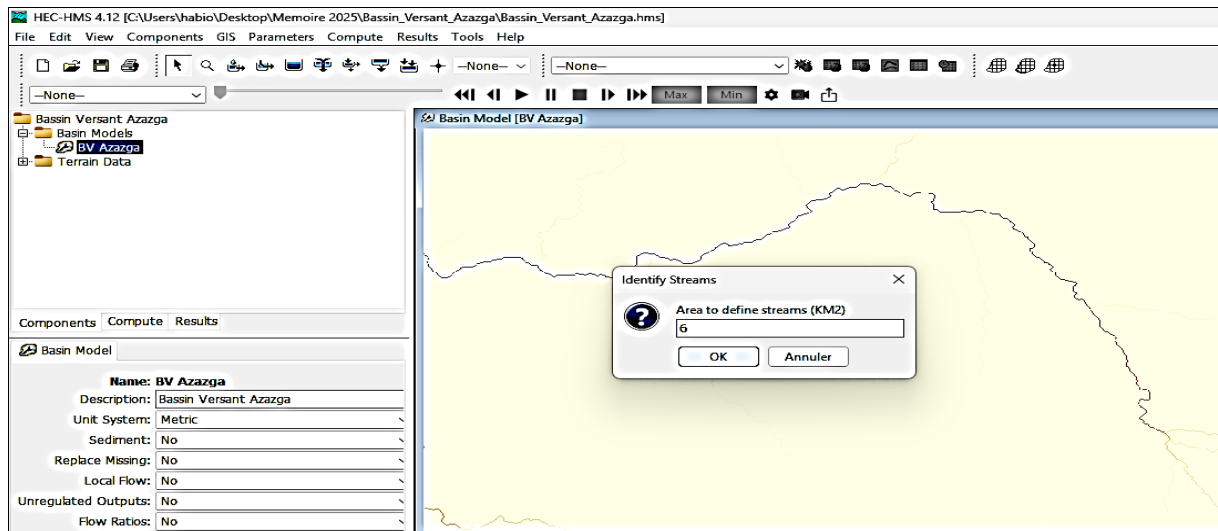 HEC-HMS 4.12 [C:\Users\habio\Desktop\Memoire 2025\Bassin_Versant_Azazga\Bassin_Versant_Azazga.hms]
File Edit View Components GIS Parameters Compute Results Tools Help
--None-- --None--
--None-- Max Min
Bassin Versant Azazga
Basin Models
BV Azazga
Terrain Data
Components Compute Results
Basin Model
Name: BV Azazga
Description: Bassin Versant Azazga
Unit System: Metric
Sediment: No
Replace Missing: No
Local Flow: No
Unregulated Outputs: No
Flow Ratios: No
Basin Model [BV Azazga]
Identify Streams
Area to define streams (KM2)
6
OK Annuler